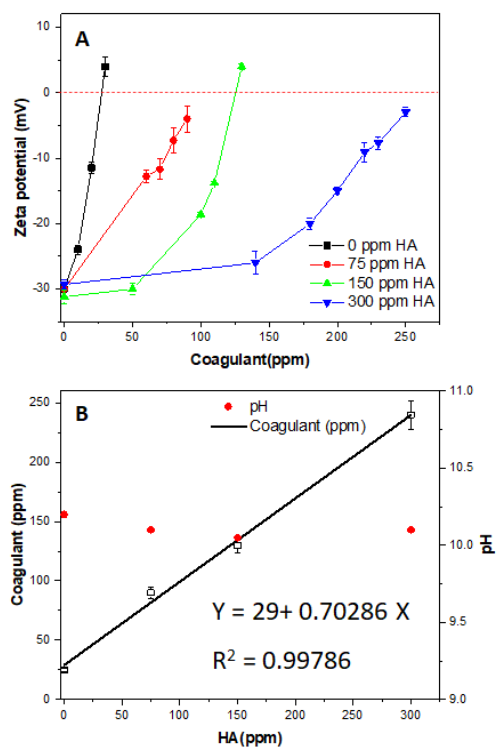 A
10
0
-10
-20
-30
Zeta potential (mV)
0 ppm HA
75 ppm HA
150 ppm HA
300 ppm HA
0 50 100 150 200 250
Coagulant(ppm)
B
pH
Coagulant (ppm)
250
200
150
100
50
0
Coagulant (ppm)
11.0
10.5
10.0
9.5
9.0
pH
Y = 29+ 0.70286 X
R² = 0.99786
0 50 100 150 200 250 300
HA(ppm)